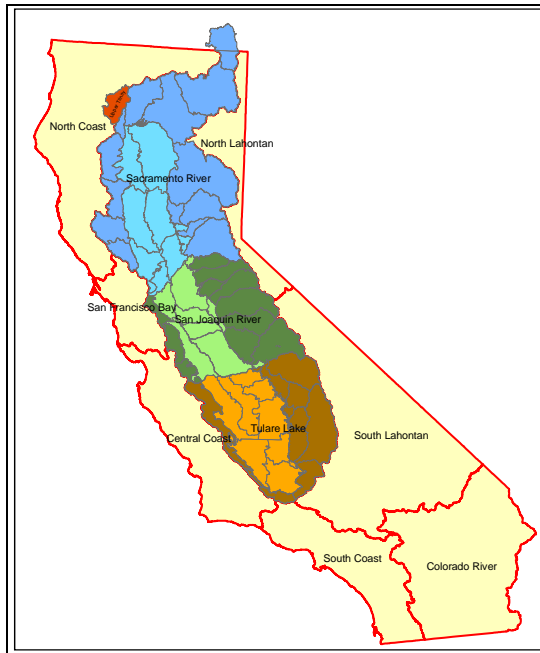 North Coast
North Lahontan
Sacramento River
San Francisco Bay
San Joaquin River
Central Coast
Tulare Lake
South Lahontan
South Coast
Colorado River